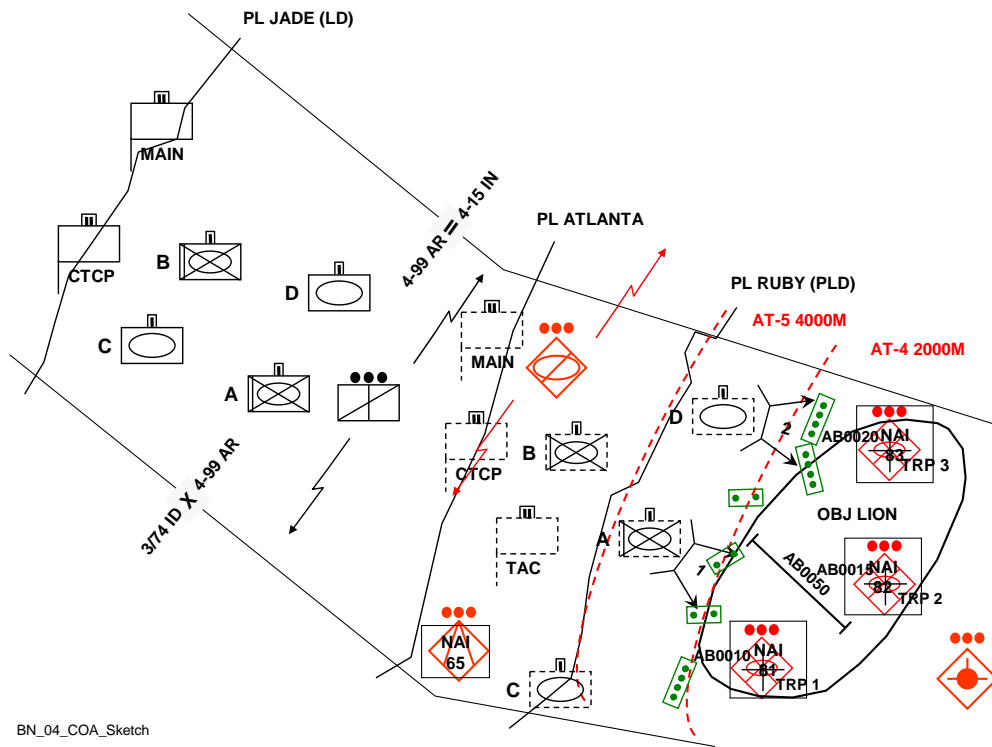 PL JADE (LD)
MAIN
CTCP
B
D
C
A
4-99 AR = 4-15 IN
3/74 ID X 4-99 AR
PL ATLANTA
PL RUBY (PLD)
AT-5 4000M
AT-4 2000M
MAIN
CTCP
B
TAC
D
A
C
2
1
AB0020
NAI
83
TRP 3
OBJ LION
AB0050
AB0015
NAI
82
TRP 2
AB0010
NAI
81
TRP 1
NAI
65
BN_04_COA_Sketch